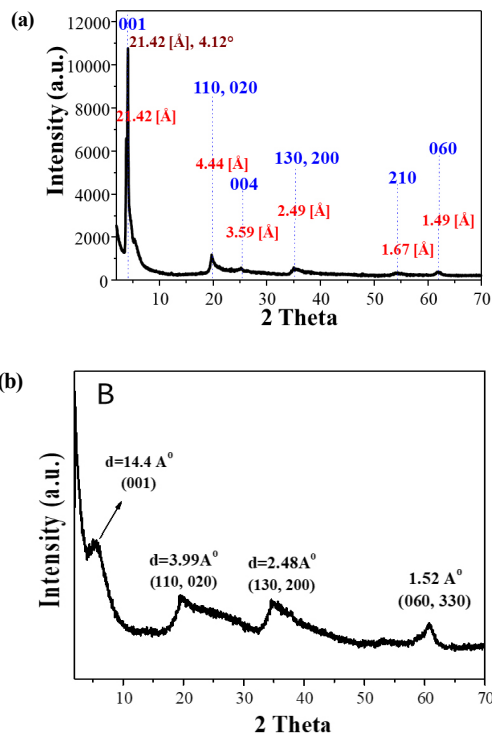 (a)
001
21.42 [Å], 4.12°
21.42 [Å]
110, 020
4.44 [Å]
004
3.59 [Å]
130, 200
2.49 [Å]
210
1.67 [Å]
060
1.49 [Å]
Intensity (a.u.)
12000
10000
8000
6000
4000
2000
0
10 20 30 40 50 60 70
2 Theta
(b)
B
d=14.4 A⁰
(001)
d=3.99A⁰
(110, 020)
d=2.48A⁰
(130, 200)
1.52 A⁰
(060, 330)
Intensity (a.u.)
10 20 30 40 50 60 70
2 Theta